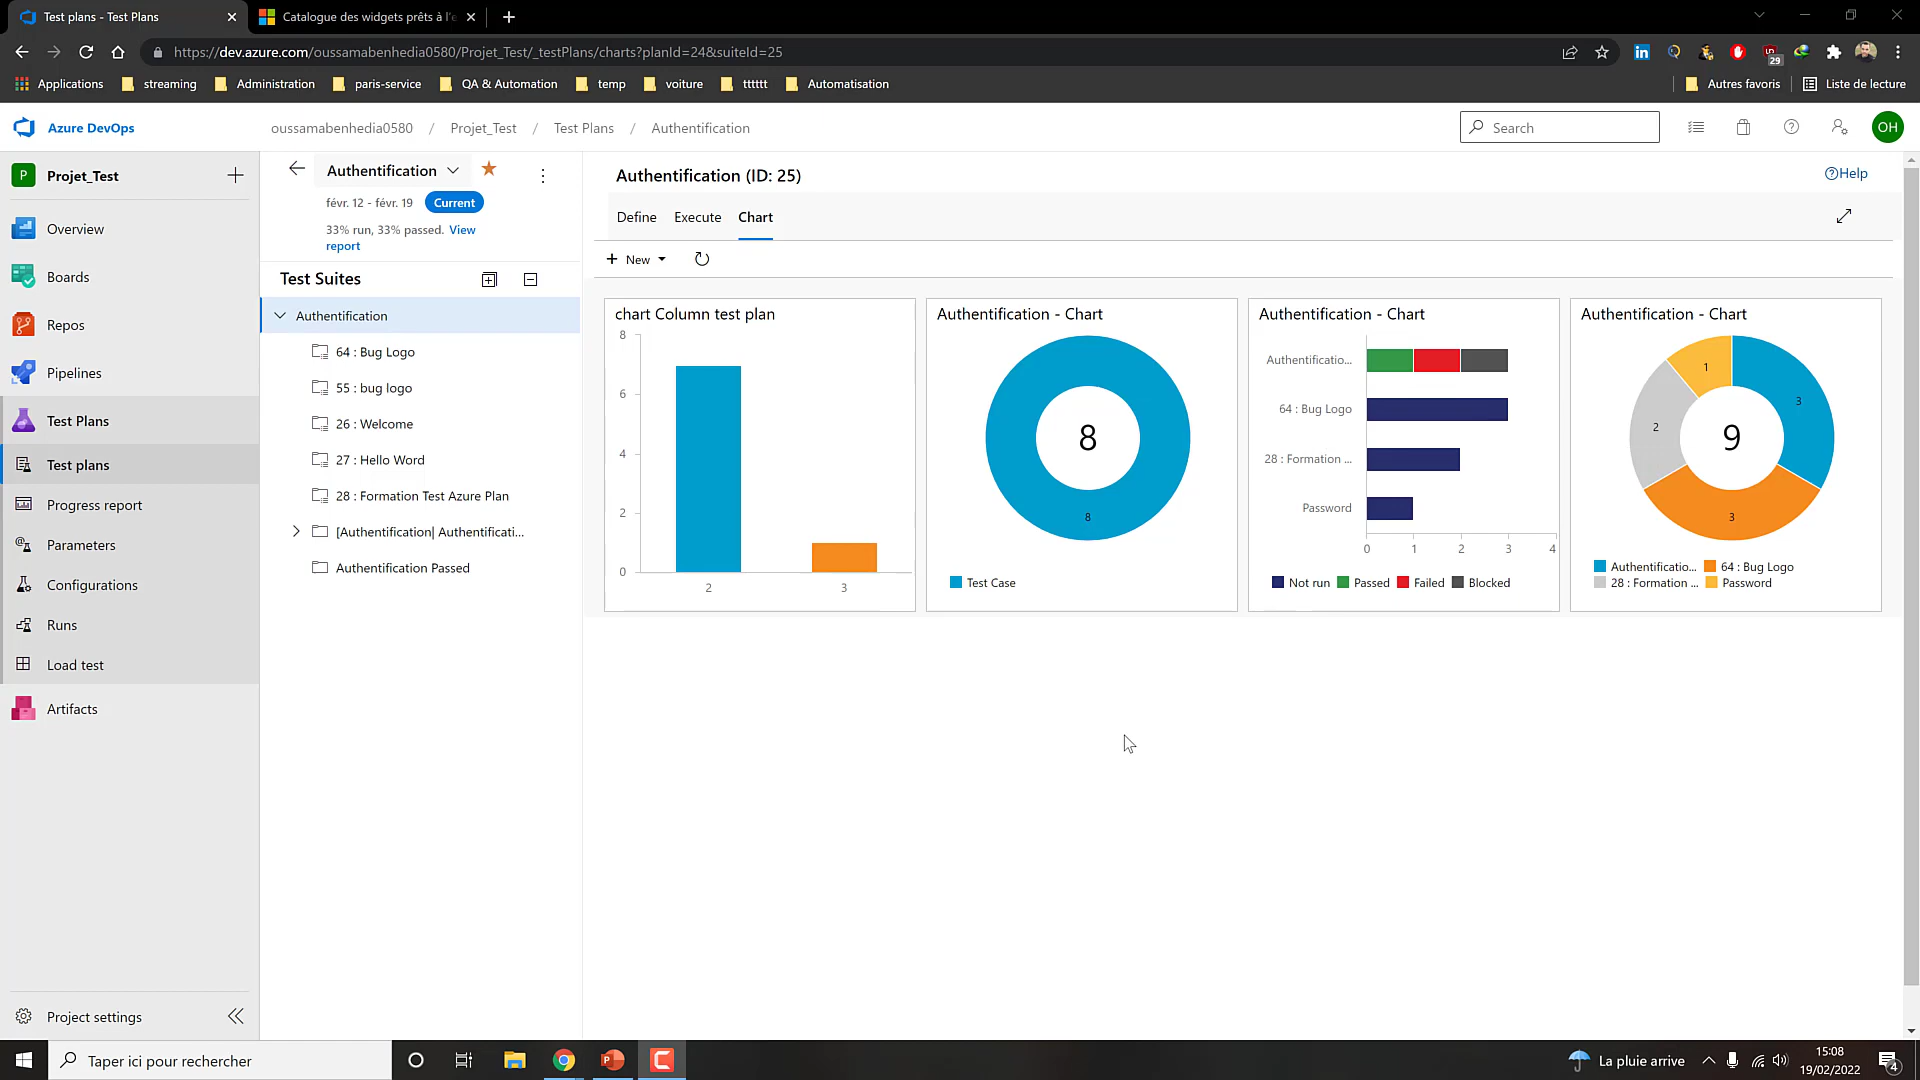 Test plans - Test Plans
Catalogue des widgets prêts à l'e
https://dev.azure.com/oussamabenhedia0580/Projet_Test/_testPlans/charts?planId=24&suiteId=25
29
Applications
streaming
Administration
paris-service
QA & Automation
temp
voiture
tttttt
Automatisation
Autres favoris
Liste de lecture
Azure DevOps
oussamabenhedia0580 / Projet_Test / Test Plans / Authentification
Search
OH
P Projet_Test
Overview
Boards
Repos
Pipelines
Test Plans
Test plans
Progress report
Parameters
Configurations
Runs
Load test
Artifacts
Project settings
Authentification
févr. 12 - févr. 19 Current
33% run, 33% passed. View
report
Test Suites
Authentification
64 : Bug Logo
55 : bug logo
26 : Welcome
27 : Hello Word
28 : Formation Test Azure Plan
[Authentification| Authentificati...
Authentification Passed
Authentification (ID: 25)
Help
Define Execute Chart
New
chart Column test plan
8
6
4
2
0
2 3
Authentification - Chart
8
8
Test Case
Authentification - Chart
Authentificatio...
64 : Bug Logo
28 : Formation ...
Password
0 1 2 3 4
Not run Passed Failed Blocked
Authentification - Chart
1
3
2
9
3
Authentificatio... 64 : Bug Logo
28 : Formation ... Password
Taper ici pour rechercher
La pluie arrive
15:08
19/02/2022
4